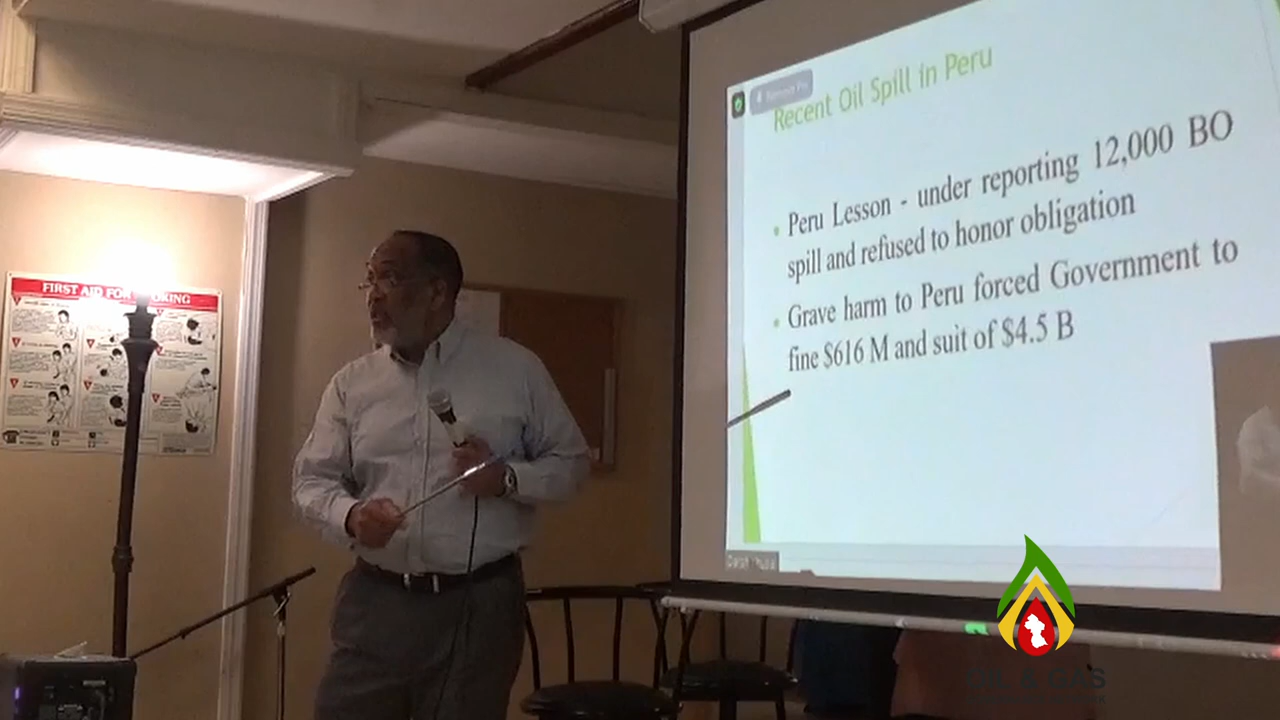 Recent Oil Spill in Peru
Peru Lesson - under reporting 12,000 BO
spill and refused to honor obligation
Grave harm to Peru forced Government to
fine $616 M and suit of $4.5 B
FIRST AID FOR
OIL & GAS